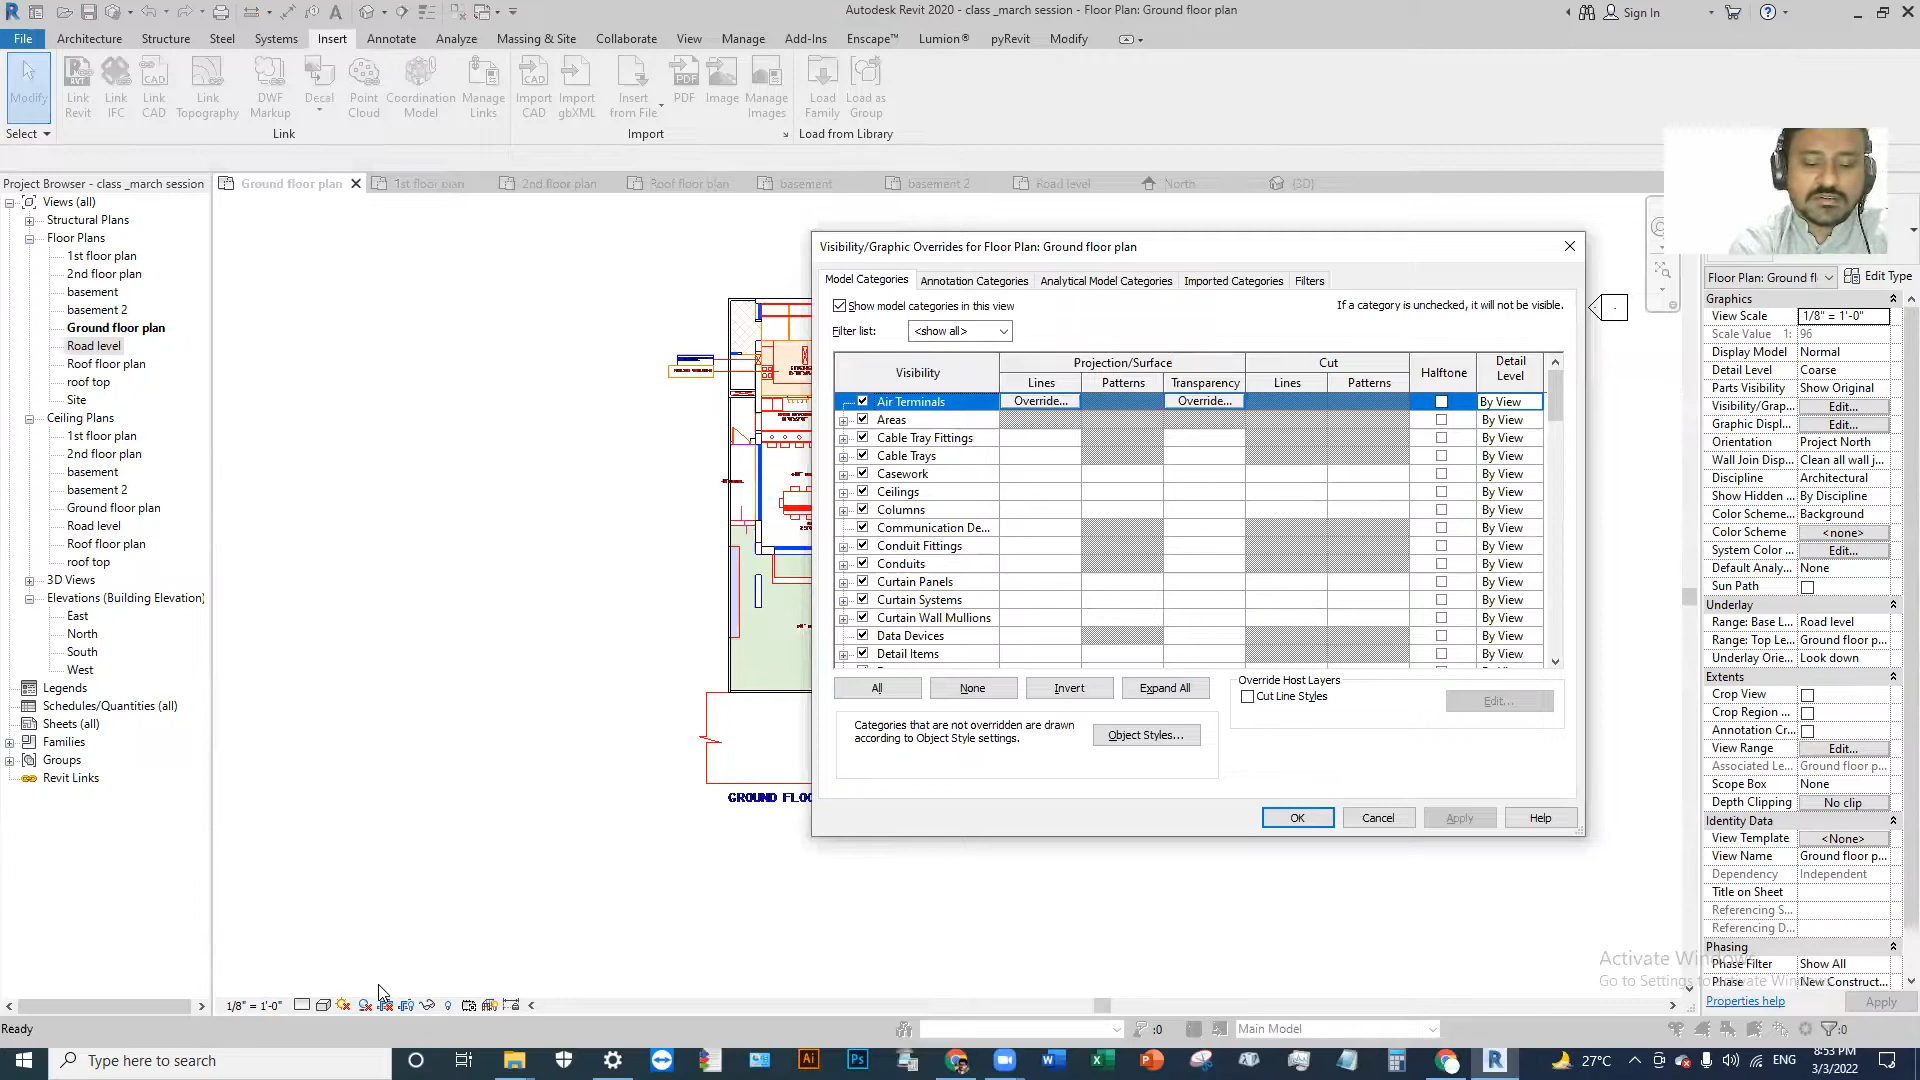 Autodesk Revit 2020 - class _march session - Floor Plan: Ground floor plan
Sign In
File Architecture Structure Steel Systems Insert Annotate Analyze Massing & Site Collaborate View Manage Add-Ins Enscape™ Lumion® pyRevit Modify
Modify
Link Revit
Link IFC
Link CAD
Link Topography
DWF Markup
Decal
Point Cloud
Coordination Model
Manage Links
Import CAD
Import gbXML
Insert from File
PDF
Image
Manage Images
Load Family
Load as Group
Select Link Import Load from Library
Project Browser - class _march session
Ground floor plan 1st floor plan 2nd floor plan Roof floor plan basement basement 2 Road level North {3D}
Views (all)
Structural Plans
Floor Plans
1st floor plan
2nd floor plan
basement
basement 2
Ground floor plan
Road level
Roof floor plan
roof top
Site
Ceiling Plans
1st floor plan
2nd floor plan
basement
basement 2
Ground floor plan
Road level
Roof floor plan
roof top
3D Views
Elevations (Building Elevation)
East
North
South
West
Legends
Schedules/Quantities (all)
Sheets (all)
Families
Groups
Revit Links
GROUND FLOO
Visibility/Graphic Overrides for Floor Plan: Ground floor plan
Model Categories Annotation Categories Analytical Model Categories Imported Categories Filters
Show model categories in this view
If a category is unchecked, it will not be visible.
Filter list: <show all>
Visibility Projection/Surface Cut Halftone Detail Level
Lines Patterns Transparency Lines Patterns
Air Terminals Override... Override... By View
Areas By View
Cable Tray Fittings By View
Cable Trays By View
Casework By View
Ceilings By View
Columns By View
Communication De... By View
Conduit Fittings By View
Conduits By View
Curtain Panels By View
Curtain Systems By View
Curtain Wall Mullions By View
Data Devices By View
Detail Items By View
All None Invert Expand All
Override Host Layers
Cut Line Styles Edit...
Categories that are not overridden are drawn
according to Object Style settings.
Object Styles...
OK Cancel Apply Help
Floor Plan: Ground fl Edit Type
Graphics
View Scale 1/8" = 1'-0"
Scale Value 1: 96
Display Model Normal
Detail Level Coarse
Parts Visibility Show Original
Visibility/Grap... Edit...
Graphic Displ... Edit...
Orientation Project North
Wall Join Disp... Clean all wall j...
Discipline Architectural
Show Hidden ... By Discipline
Color Scheme... Background
Color Scheme <none>
System Color ... Edit...
Default Analy... None
Sun Path
Underlay
Range: Base L... Road level
Range: Top Le... Ground floor p...
Underlay Orie... Look down
Extents
Crop View
Crop Region ...
Annotation Cr...
View Range Edit...
Associated Le... Ground floor p...
Scope Box None
Depth Clipping No clip
Identity Data
View Template <None>
View Name Ground floor p...
Dependency Independent
Title on Sheet
Referencing S...
Referencing D...
Phasing
Phase Filter Show All
Phase New Construct...
Properties help Apply
Activate Windows
Go to Settings to Activate Windows
1/8" = 1'-0"
Ready
:0
Main Model
:0
Type here to search
27°C
ENG
8:53 PM
3/3/2022